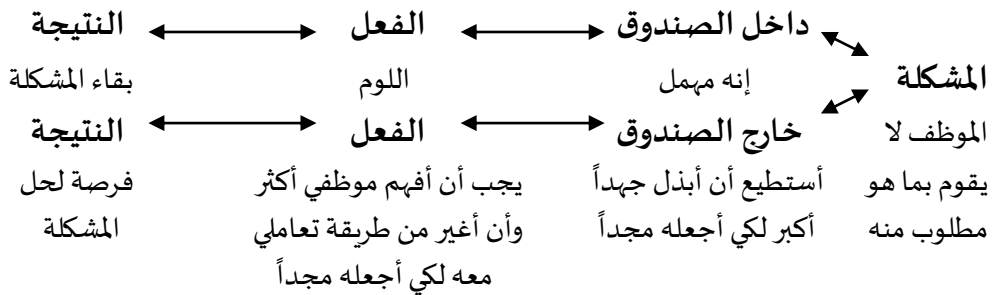 داخل الصندوق الفعل النتيجة
المشكلة إنه مهمل اللوم بقاء المشكلة
الموظف لا خارج الصندوق الفعل النتيجة
يقوم بما هو أستطيع أن أبذل جهداً يجب أن أفهم موظفي أكثر فرصة لحل
مطلوب منه أكبر لكي أجعله مجداً وأن أغير من طريقة تعاملي المشكلة
معه لكي أجعله مجداً